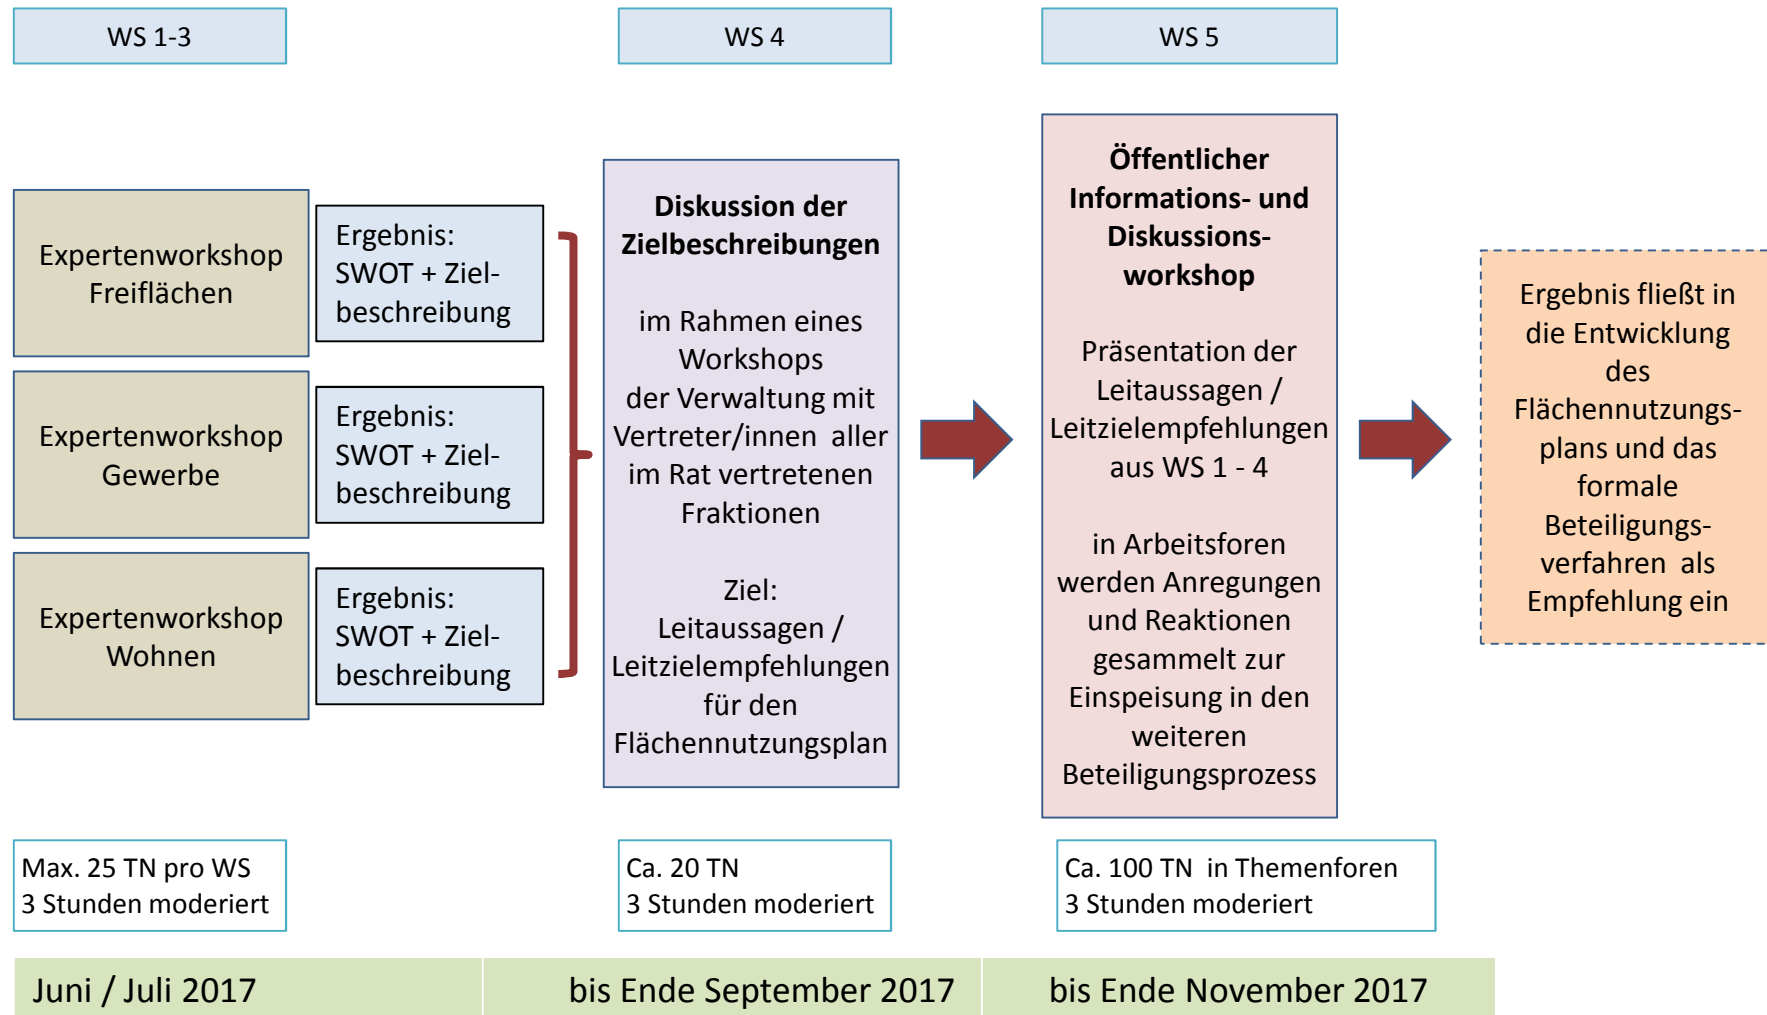 WS 1-3
WS 4
WS 5
Expertenworkshop
Freiflächen
Ergebnis:
SWOT + Ziel-
beschreibung
Expertenworkshop
Gewerbe
Ergebnis:
SWOT + Ziel-
beschreibung
Expertenworkshop
Wohnen
Ergebnis:
SWOT + Ziel-
beschreibung
Diskussion der
Zielbeschreibungen
im Rahmen eines
Workshops
der Verwaltung mit
Vertreter/innen aller
im Rat vertretenen
Fraktionen
Ziel:
Leitaussagen /
Leitzielempfehlungen
für den
Flächennutzungsplan
Öffentlicher
Informations- und
Diskussions-
workshop
Präsentation der
Leitaussagen /
Leitzielempfehlungen
aus WS 1 - 4
in Arbeitsforen
werden Anregungen
und Reaktionen
gesammelt zur
Einspeisung in den
weiteren
Beteiligungsprozess
Ergebnis fließt in
die Entwicklung
des
Flächennutzungs-
plans und das
formale
Beteiligungs-
verfahren als
Empfehlung ein
Max. 25 TN pro WS
3 Stunden moderiert
Ca. 20 TN
3 Stunden moderiert
Ca. 100 TN in Themenforen
3 Stunden moderiert
Juni / Juli 2017
bis Ende September 2017
bis Ende November 2017